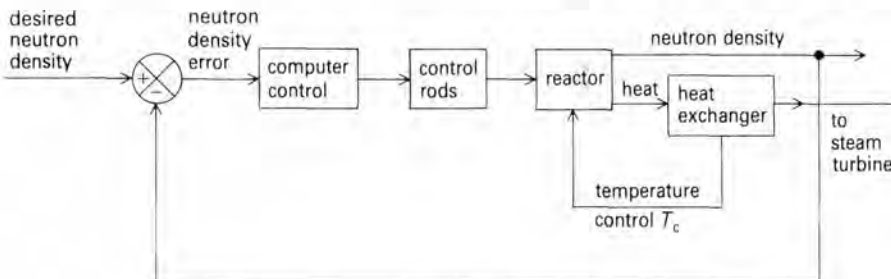 desired
neutron
density
+
−
neutron
density
error
computer
control
control
rods
reactor
neutron density
heat
heat
exchanger
to
steam
turbine
temperature
control Tc